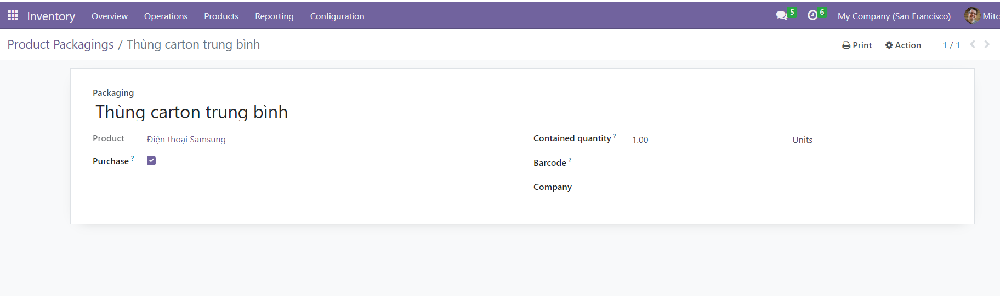 Inventory Overview Operations Products Reporting Configuration 5 6 My Company (San Francisco) Mitc
Product Packagings / Thùng carton trung bình Print Action 1 / 1
Packaging
Thùng carton trung bình
Product Điện thoại Samsung Contained quantity ? 1.00 Units
Purchase ? Barcode ?
Company